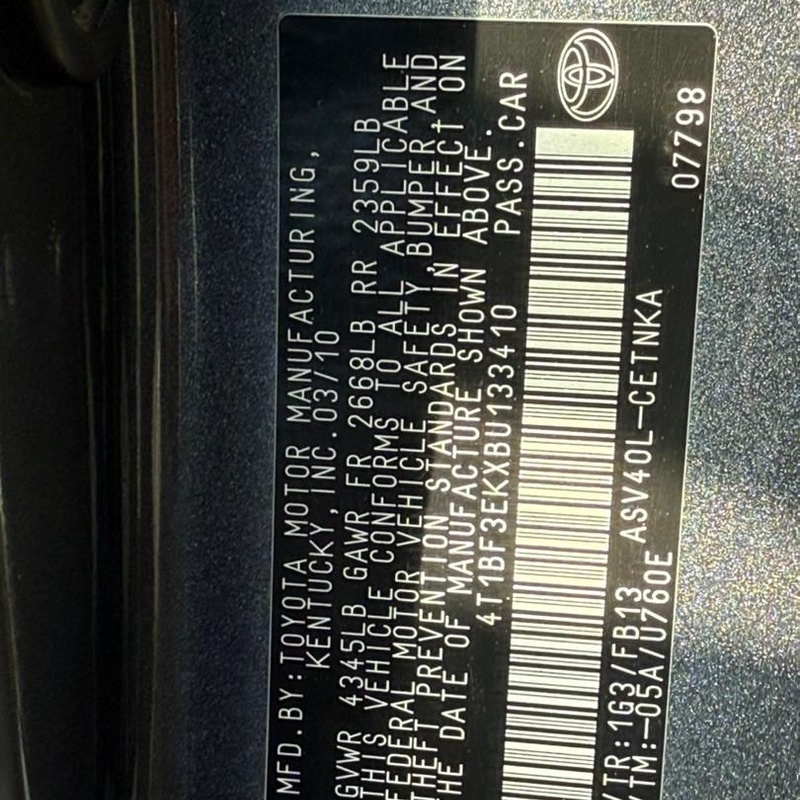 MFD.BY:TOYOTA MOTOR MANUFACTURING,
KENTUCKY,INC.03/10
GVWR 4345LB GAWR FR 2668LB RR 2359LB
THIS VEHICLE CONFORMS TO ALL APPLICABLE
FEDERAL MOTOR VEHICLE SAFETY, BUMPER AND
THEFT PREVENTION STANDARDS IN EFFECT ON
THE DATE OF MANUFACTURE SHOWN ABOVE.
4T1BF3EKXBU133410 PASS.CAR
/TR:1G3/FB13 ASV40L-CETNKA
/TM:-05A/U760E 07798